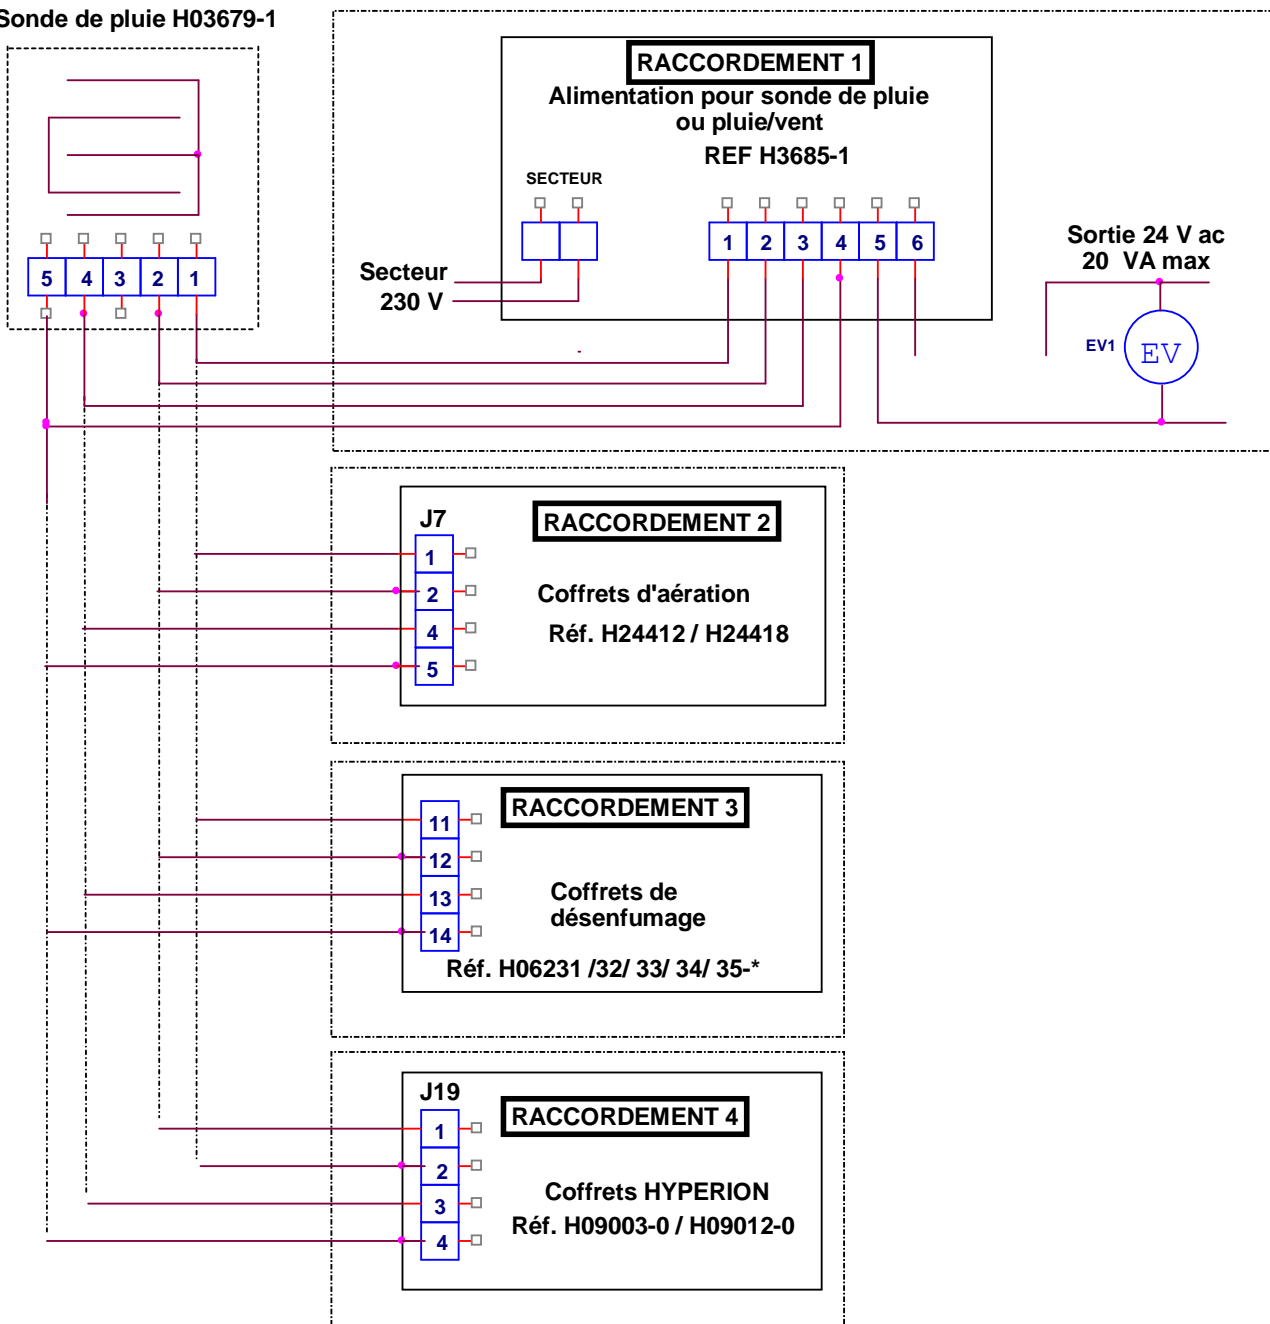 Sonde de pluie H03679-1
5 4 3 2 1
RACCORDEMENT 1
Alimentation pour sonde de pluie
ou pluie/vent
REF H3685-1
SECTEUR
1 2 3 4 5 6
Secteur
230 V
Sortie 24 V ac
20 VA max
EV1
EV
J7
RACCORDEMENT 2
1
2
4
5
Coffrets d'aération
Réf. H24412 / H24418
RACCORDEMENT 3
11
12
13
14
Coffrets de
désenfumage
Réf. H06231 /32/ 33/ 34/ 35-*
J19
RACCORDEMENT 4
1
2
3
4
Coffrets HYPERION
Réf. H09003-0 / H09012-0